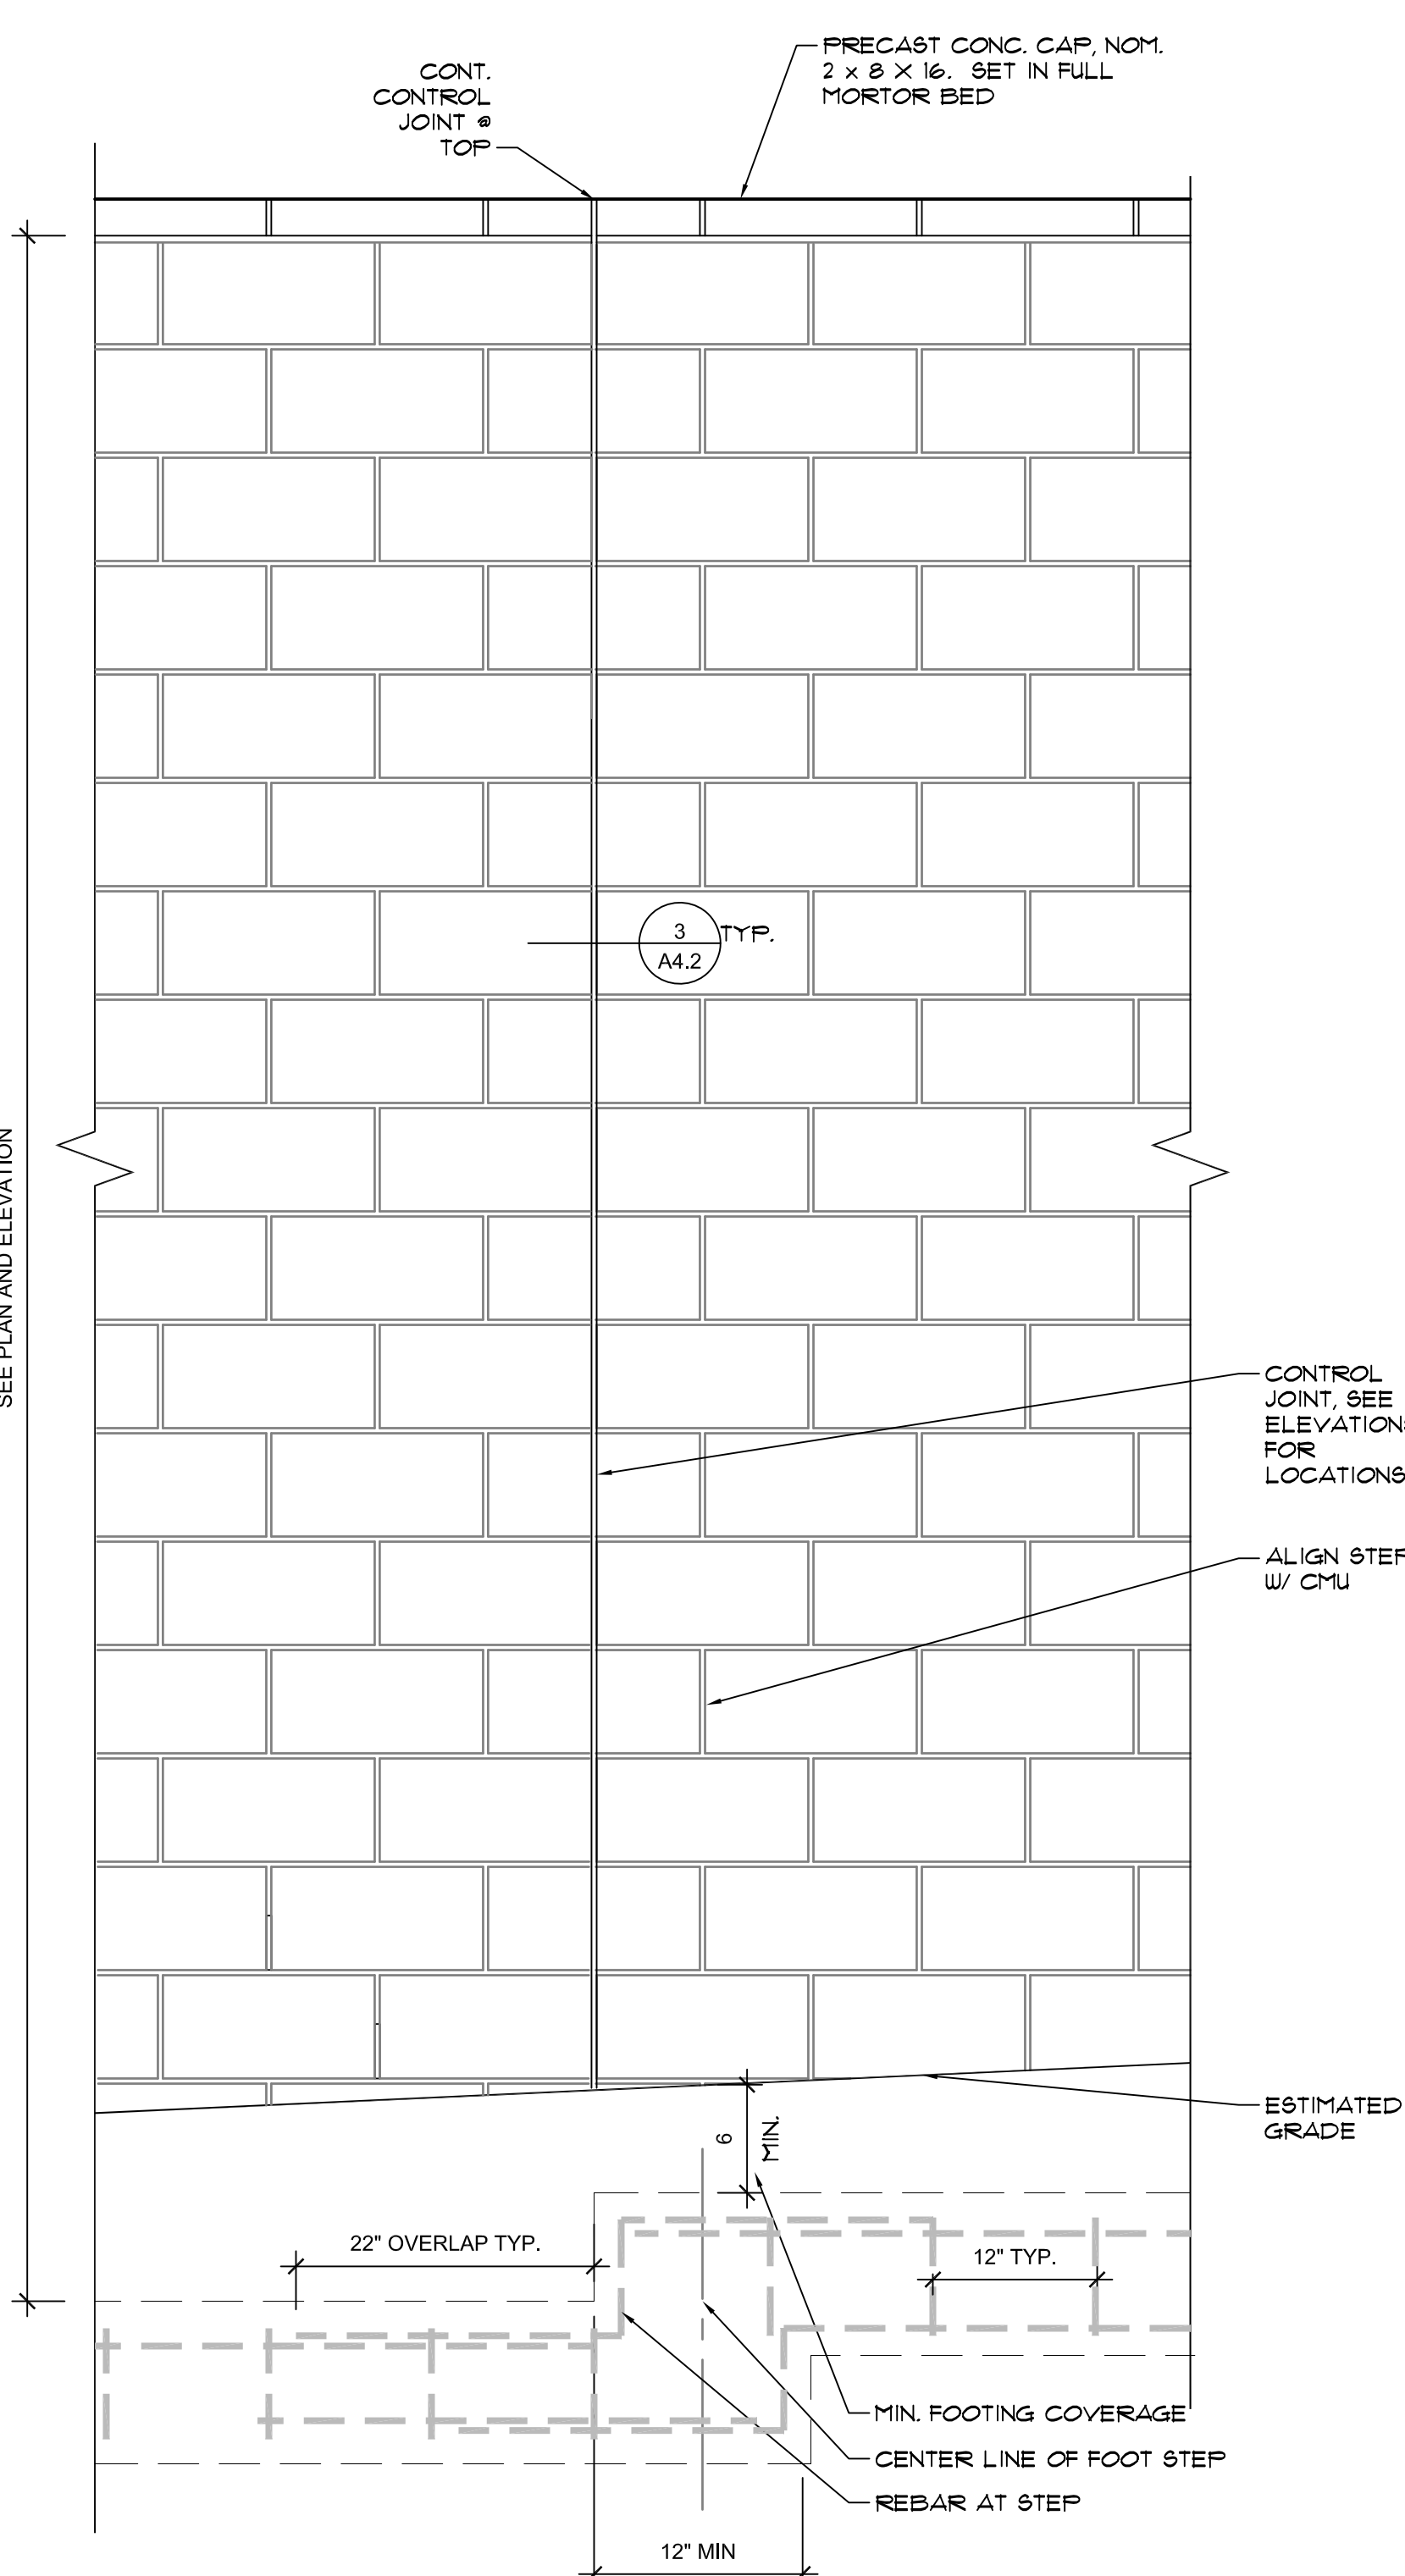 CONT.
CONTROL
JOINT @
TOP
PRECAST CONC. CAP, NOM.
2 x 8 X 16. SET IN FULL
MORTOR BED
3
A4.2
TYP.
SEE PLAN AND ELEVATION
CONTROL
JOINT, SEE
FOR
LOCATIONS
ALIGN
W/ CMU
ESTIMATED
GRADE
6
MIN.
22" OVERLAP TYP.
12" TYP.
MIN. FOOTING COVERAGE
CENTER LINE OF FOOT STEP
REBAR AT STEP
12" MIN